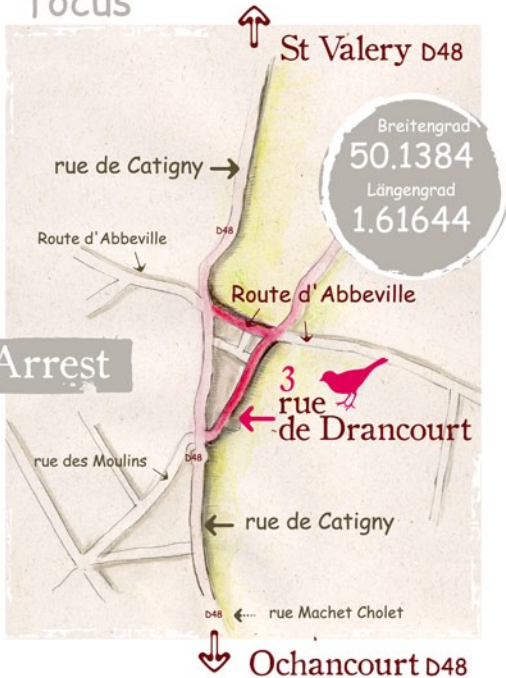 focus
St Valery D48
Breitengrad
50.1384
Längengrad
1.61644
rue de Catigny
Route d'Abbeville
D48
Route d'Abbeville
Arrest
3
rue
de Drancourt
rue des Moulins
D48
rue de Catigny
D48
rue Machet Cholet
Ochancourt D48